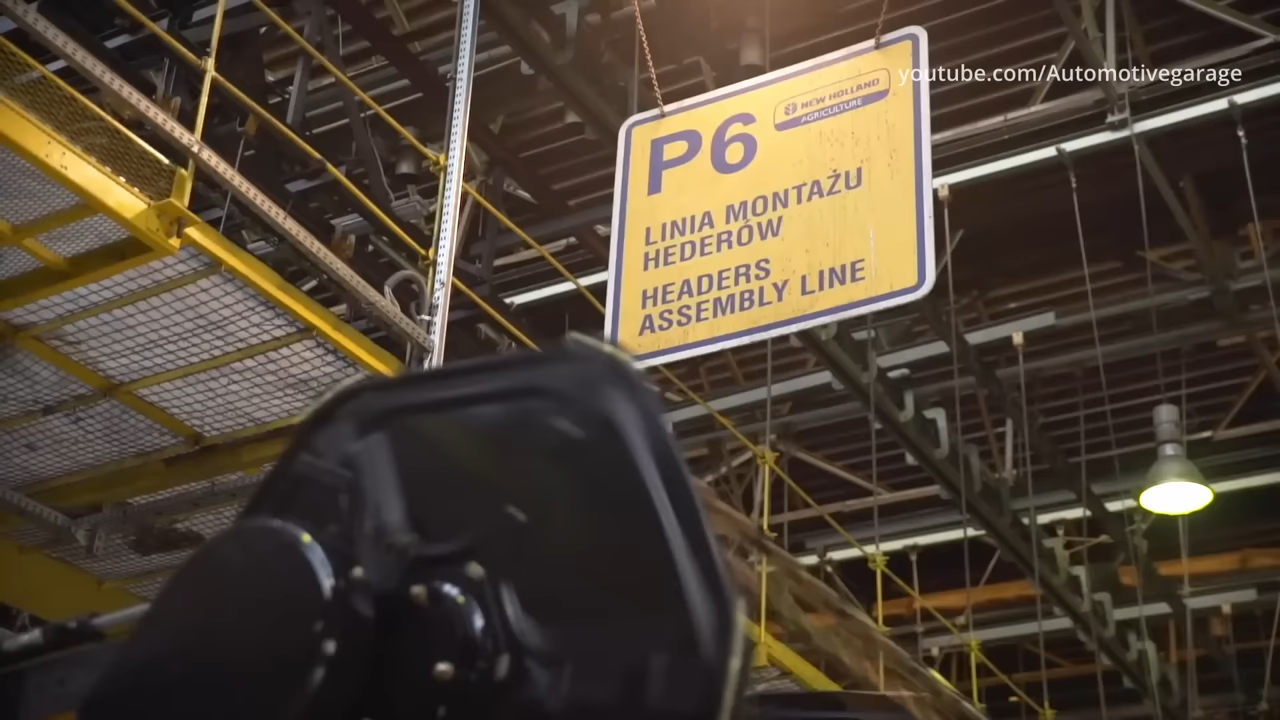 youtube.com/Automotivegarage
NEW HOLLAND
AGRICULTURE
P6
LINIA MONTAŻU
HEDERÓW
HEADERS
ASSEMBLY LINE